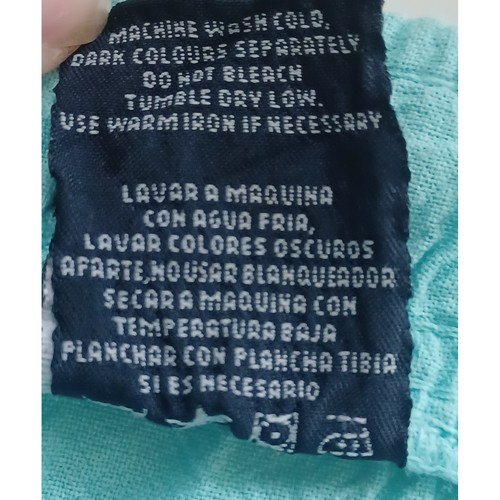 MACHINE WASH COLD.
DARK COLOURS SEPARATELY
DO NOT BLEACH
TUMBLE DRY LOW.
USE WARM IRON IF NECESSARY
LAVAR A MAQUINA
CON AGUA FRIA,
LAVAR COLORES OSCUROS
APARTE, NO USAR BLANQUEADOR
SECAR A MAQUINA CON
TEMPERATURA BAJA
PLANCHAR CON PLANCHA TIBIA
SI ES NECESARIO